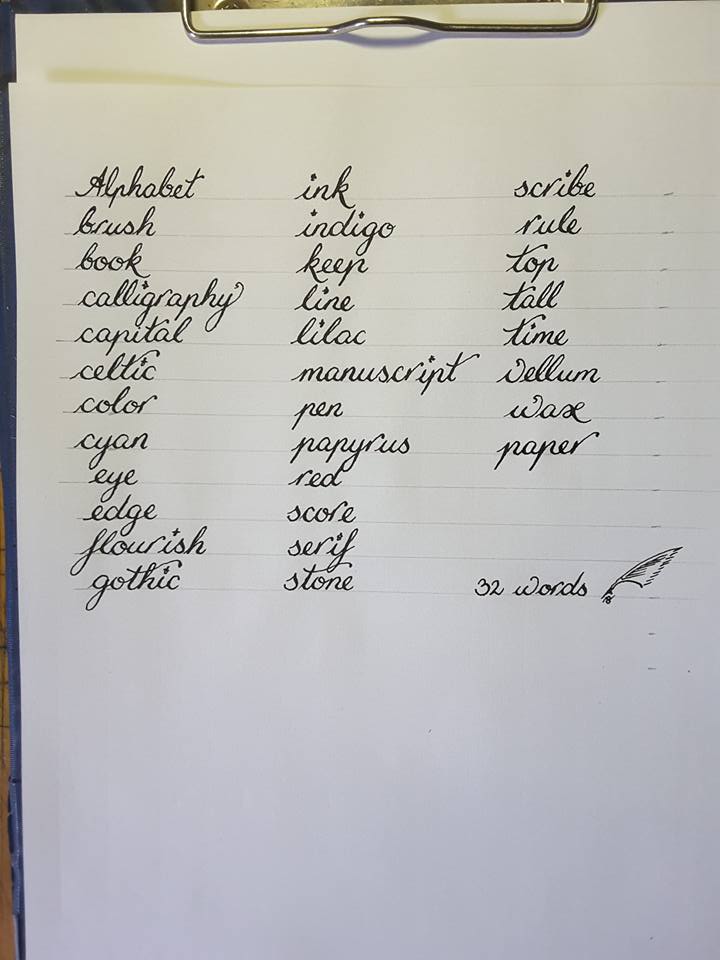 Alphabet
brush
book
calligraphy
capital
celtic
color
cyan
eye
edge
flourish
gothic
ink
indigo
keep
line
lilac
manuscript
pen
papyrus
red
score
serif
stone
scribe
rule
top
tall
time
vellum
wax
paper
32 words